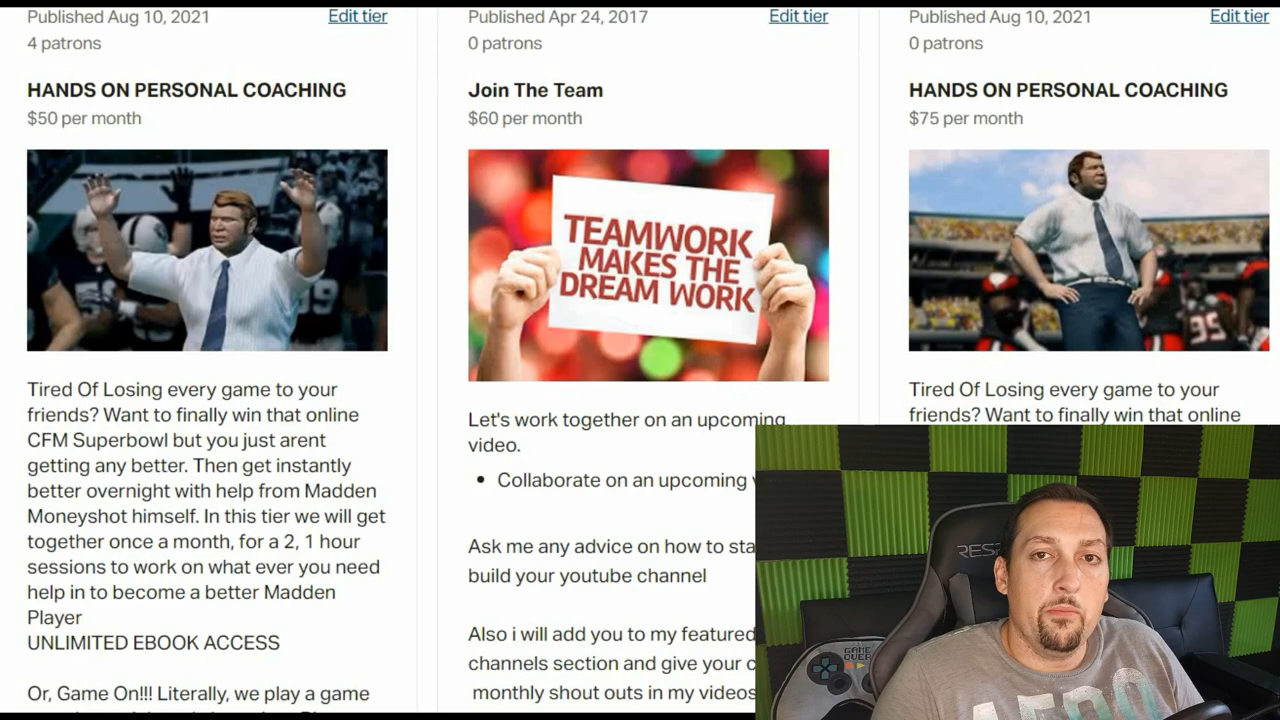 Published Aug 10, 2021
Edit tier
4 patrons
HANDS ON PERSONAL COACHING
$50 per month
Tired Of Losing every game to your
friends? Want to finally win that online
CFM Superbowl but you just arent
getting any better. Then get instantly
better overnight with help from Madden
Moneyshot himself. In this tier we will get
together once a month, for a 2, 1 hour
sessions to work on what ever you need
help in to become a better Madden
Player
UNLIMITED EBOOK ACCESS
Or, Game On!!! Literally, we play a game
Published Apr 24, 2017
Edit tier
0 patrons
Join The Team
$60 per month
TEAMWORK
MAKES THE
DREAM WORK
Let's work together on an upcoming
video.
• Collaborate on an upcoming
Ask me any advice on how to sta
build your youtube channel
Also i will add you to my featured
channels section and give your c
monthly shout outs in my videos
Published Aug 10, 2021
Edit tier
0 patrons
HANDS ON PERSONAL COACHING
$75 per month
95
Tired Of Losing every game to your
friends? Want to finally win that online
GAME
OVER